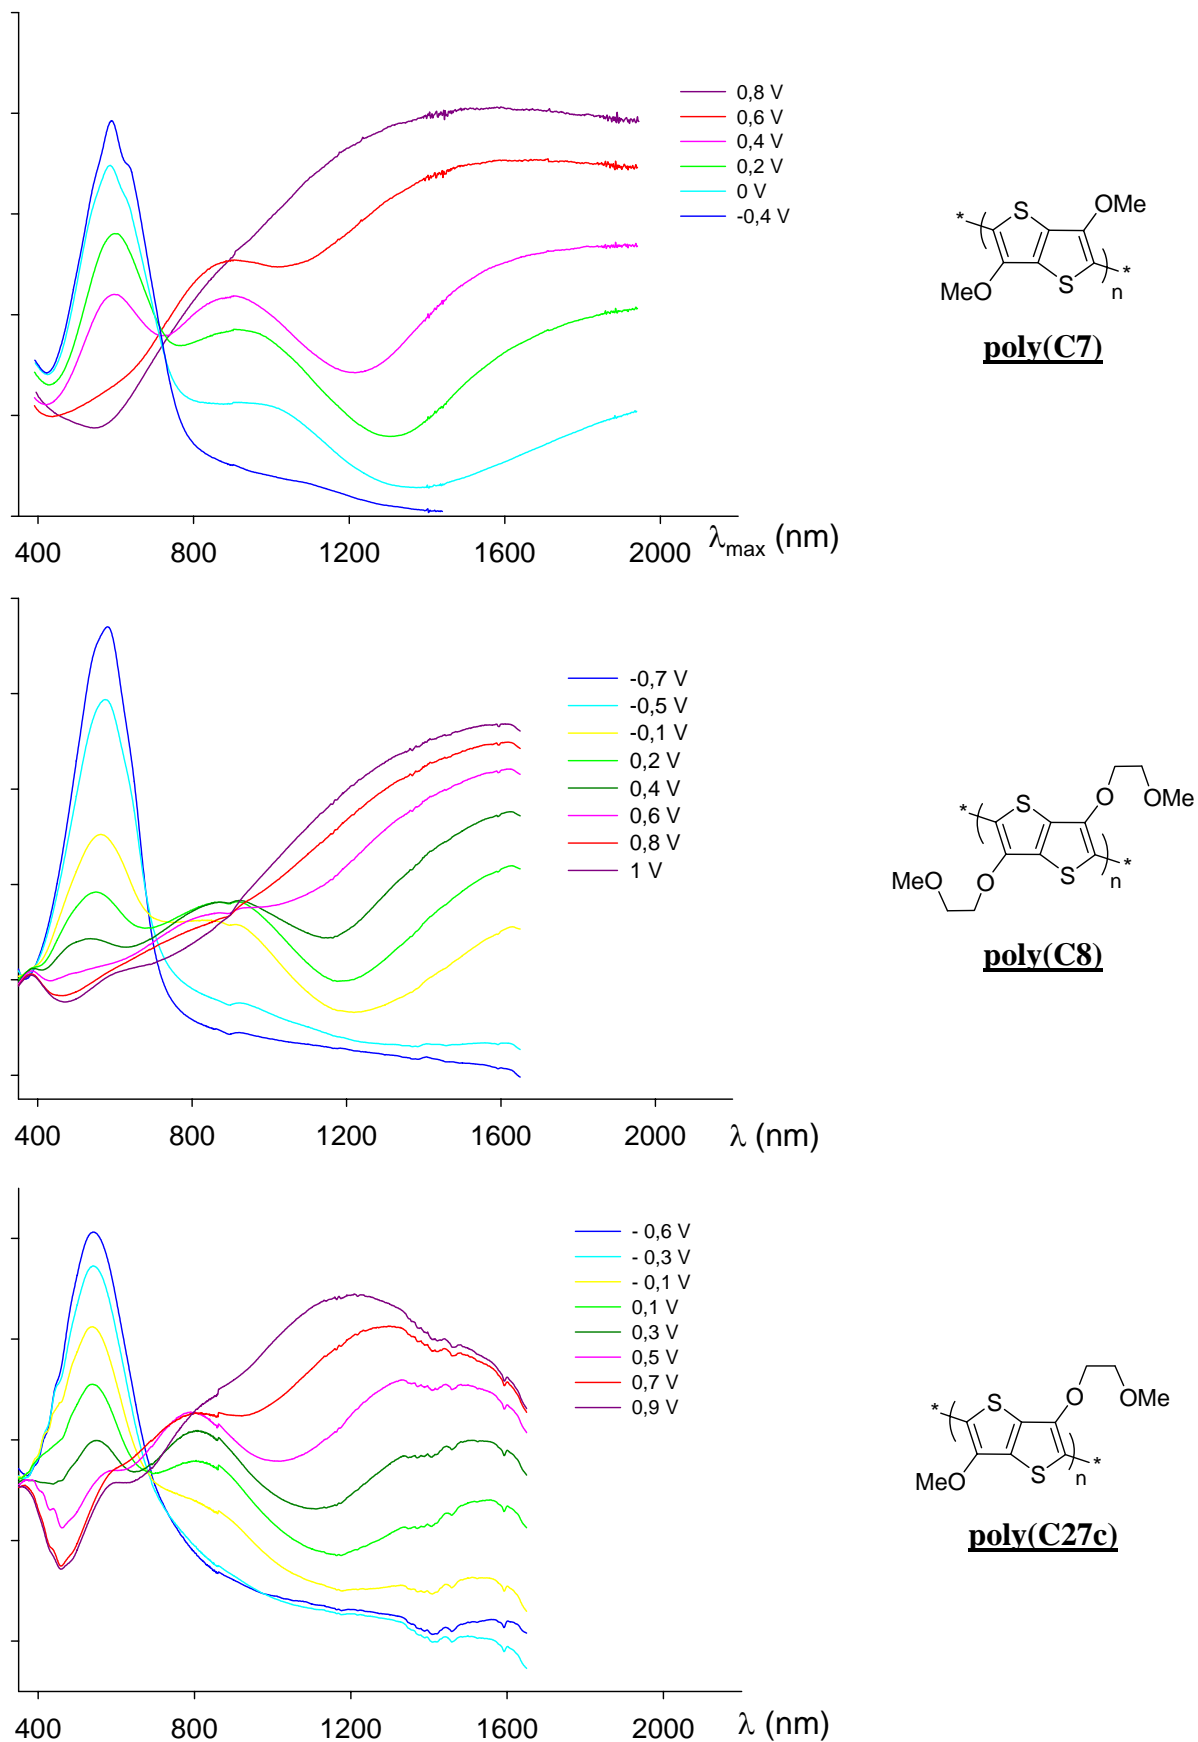 0,8 V
0,6 V
0,4 V
0,2 V
0 V
-0,4 V
400 800 1200 1600 2000 λmax (nm)
S OMe
* ( ) *
MeO S n
poly(C7)
-0,7 V
-0,5 V
-0,1 V
0,2 V
0,4 V
0,6 V
0,8 V
1 V
400 800 1200 1600 2000 λ (nm)
S O OMe
* ( ) *
MeO O S n
poly(C8)
- 0,6 V
- 0,3 V
- 0,1 V
0,1 V
0,3 V
0,5 V
0,7 V
0,9 V
400 800 1200 1600 2000 λ (nm)
S O OMe
* ( ) *
MeO S n
poly(C27c)